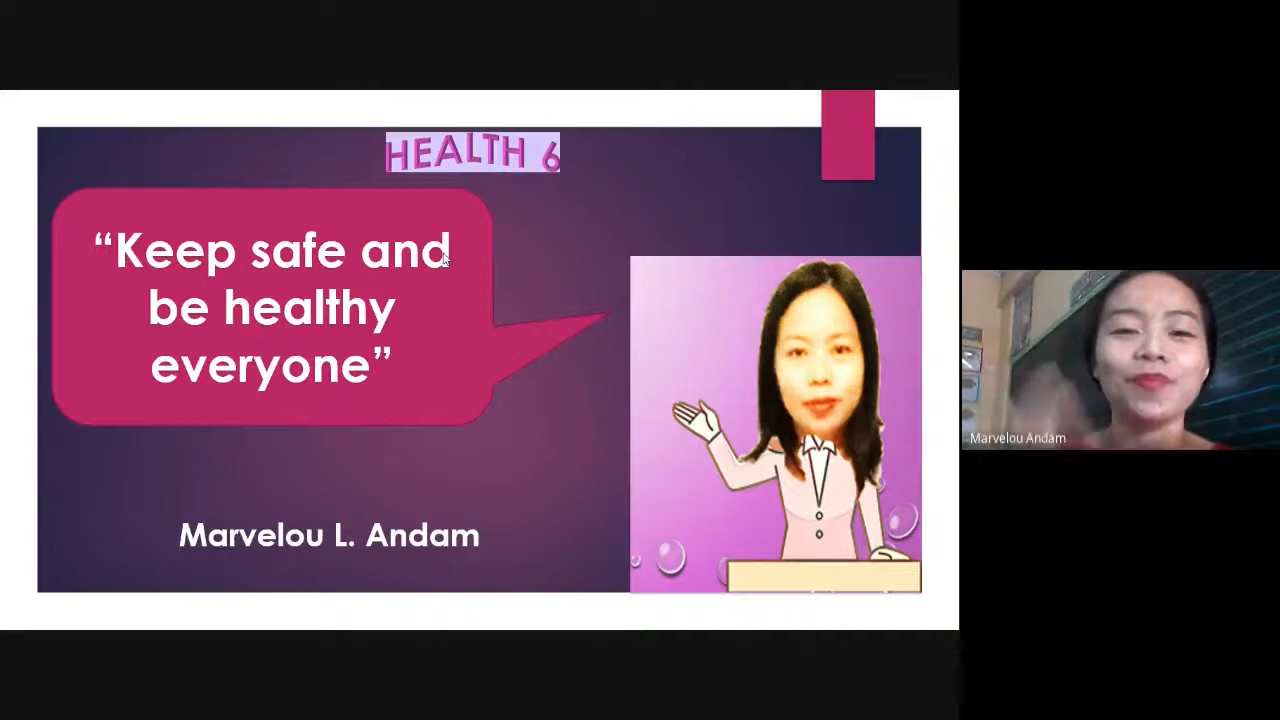 HEALTH 6
“Keep safe and
be healthy
everyone”
Marvelou L. Andam
Marvelou Andam